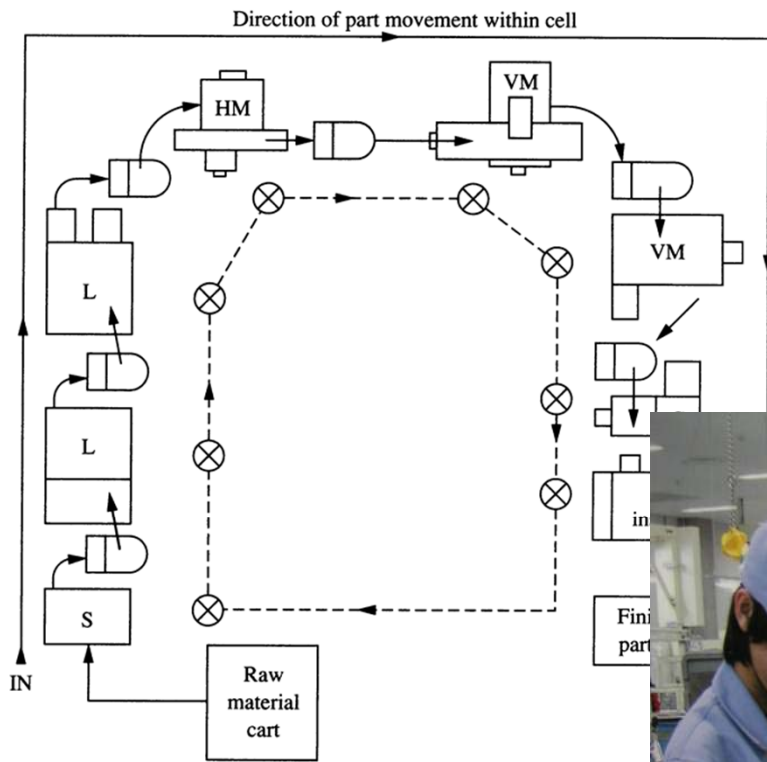 Direction of part movement within cell
HM
VM
VM
L
L
S
IN
Raw
material
cart